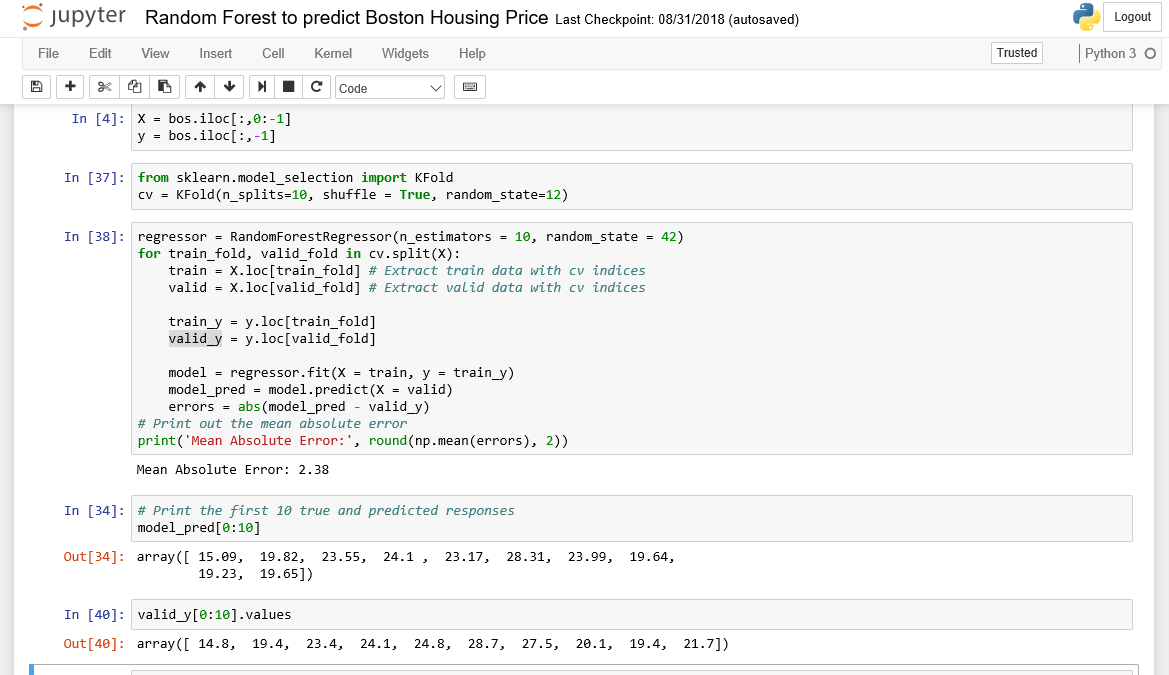 jupyter Random Forest to predict Boston Housing Price Last Checkpoint: 08/31/2018 (autosaved) Logout
File Edit View Insert Cell Kernel Widgets Help Trusted Python 3
Code
In [4]: X = bos.iloc[:,0:-1]
y = bos.iloc[:,-1]
In [37]: from sklearn.model_selection import KFold
cv = KFold(n_splits=10, shuffle = True, random_state=12)
In [38]: regressor = RandomForestRegressor(n_estimators = 10, random_state = 42)
for train_fold, valid_fold in cv.split(X):
    train = X.loc[train_fold] # Extract train data with cv indices
    valid = X.loc[valid_fold] # Extract valid data with cv indices
    train_y = y.loc[train_fold]
    valid_y = y.loc[valid_fold]
    model = regressor.fit(X = train, y = train_y)
    model_pred = model.predict(X = valid)
    errors = abs(model_pred - valid_y)
# Print out the mean absolute error
print('Mean Absolute Error:', round(np.mean(errors), 2))
Mean Absolute Error: 2.38
In [34]: # Print the first 10 true and predicted responses
model_pred[0:10]
Out[34]: array([ 15.09, 19.82, 23.55, 24.1 , 23.17, 28.31, 23.99, 19.64,
19.23, 19.65])
In [40]: valid_y[0:10].values
Out[40]: array([ 14.8, 19.4, 23.4, 24.1, 24.8, 28.7, 27.5, 20.1, 19.4, 21.7])